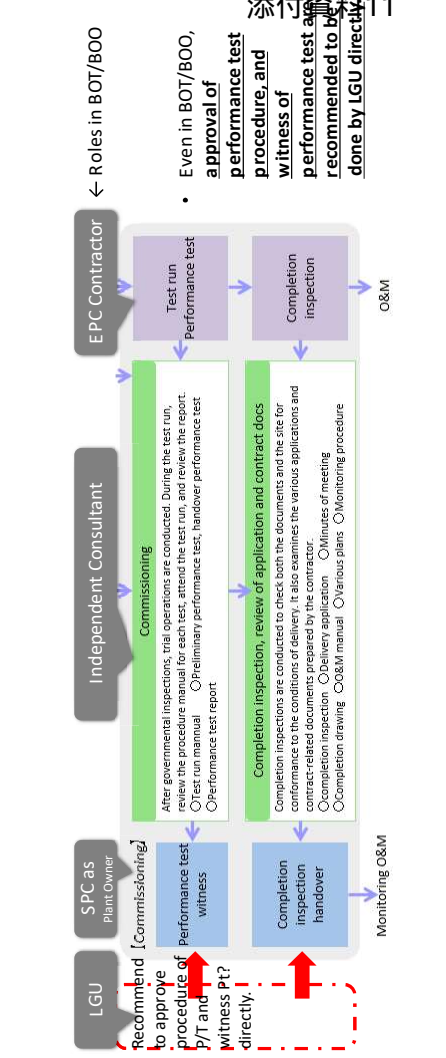 添付資料11
LGU
SPC as
Plant Owner
Independent Consultant
EPC Contractor
← Roles in BOT/BOO
Recommend
to approve
procedure of
P/T and
witness Pt?
directly.
【Commissioning】
Performance test
witness
Commissioning
After governmental inspections, trial operations are conducted. During the test run,
review the procedure manual for each test, attend the test run, and review the report.
○Test run mannual ○Preliminary performance test, handover performance test
○Performance test report
Test run
Performance test
Completion
inspection
handover
Completion inspection, review of application and contract docs
Completion inspections are conducted to check both the documents and the site for
conformance to the conditions of delivery. It also examines the various applications and
contract-related documents prepared by the contractor.
○completion inspection ○Delivery application ○Minutes of meeting
○Completion drawing ○O&M manual ○Various plans ○Monitoring procedure
Completion
inspection
Monitoring O&M
O&M
• Even in BOT/BOO,
approval of
performance test
procedure, and
witness of
performance test are
recommended to be
done by LGU directly.